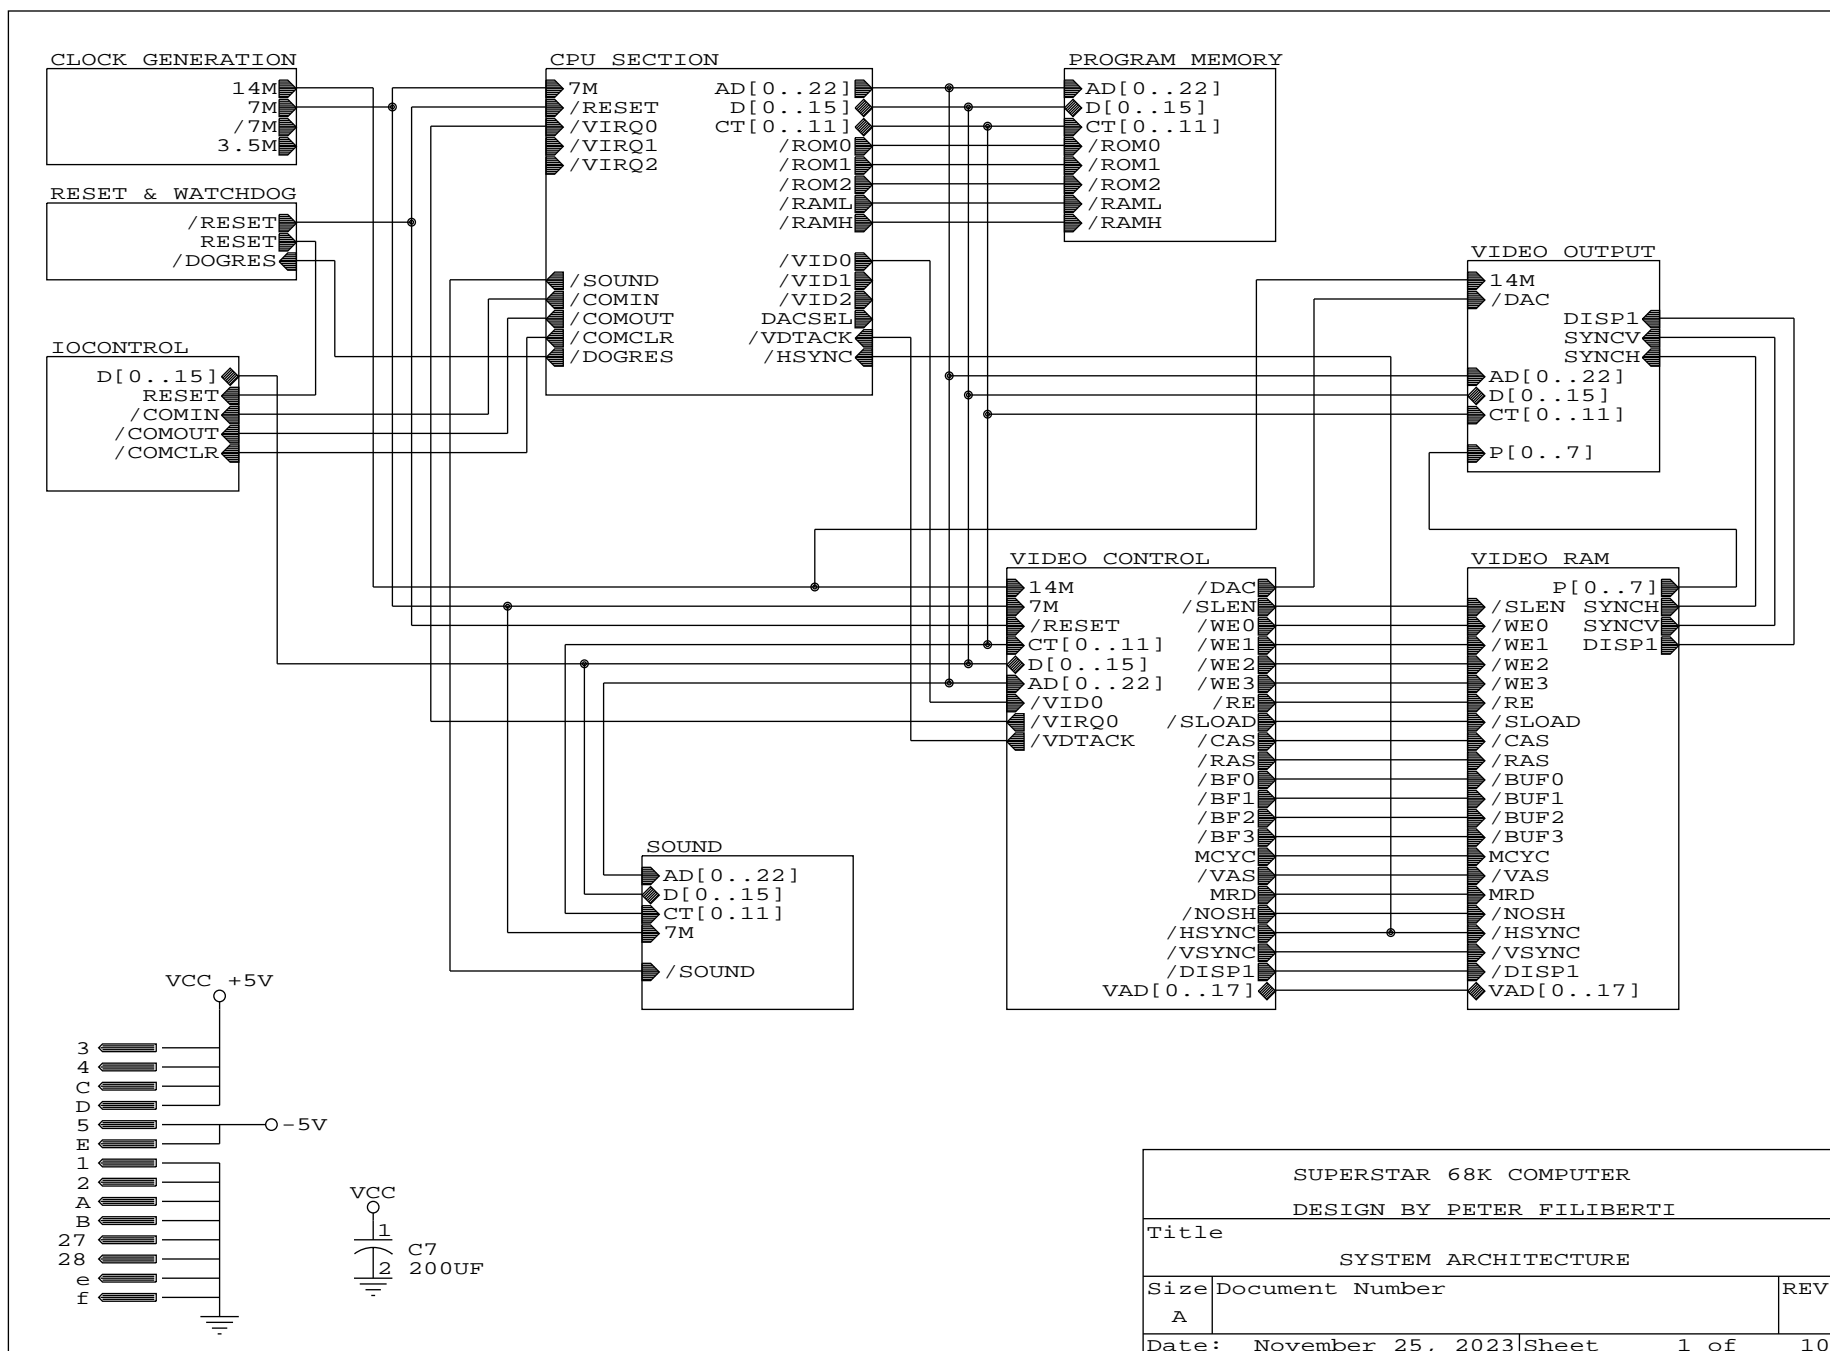 CLOCK GENERATION
14M
7M
/7M
3.5M
RESET & WATCHDOG
/RESET
RESET
/DOGRES
IOCONTROL
D[0..15]
RESET
/COMIN
/COMOUT
/COMCLR
CPU SECTION
7M AD[0..22]
/RESET D[0..15]
/VIRQ0 CT[0..11]
/VIRQ1 /ROM0
/VIRQ2 /ROM1
/ROM2
/RAML
/RAMH
/VID0
/SOUND /VID1
/COMIN /VID2
/COMOUT DACSEL
/COMCLR /VDTACK
/DOGRES /HSYNC
PROGRAM MEMORY
AD[0..22]
D[0..15]
CT[0..11]
/ROM0
/ROM1
/ROM2
/RAML
/RAMH
VIDEO OUTPUT
14M
/DAC
DISP1
SYNCV
SYNCH
AD[0..22]
D[0..15]
CT[0..11]
P[0..7]
VIDEO CONTROL
14M /DAC
7M /SLEN
/RESET /WE0
CT[0..11] /WE1
D[0..15] /WE2
AD[0..22] /WE3
/VID0 /RE
/VIRQ0 /SLOAD
/VDTACK /CAS
/RAS
/BF0
/BF1
/BF2
/BF3
MCYC
/VAS
MRD
/NOSH
/HSYNC
/VSYNC
/DISP1
VAD[0..17]
VIDEO RAM
P[0..7]
/SLEN SYNCH
/WE0 SYNCV
/WE1 DISP1
/WE2
/WE3
/RE
/SLOAD
/CAS
/RAS
/BUF0
/BUF1
/BUF2
/BUF3
MCYC
/VAS
MRD
/NOSH
/HSYNC
/VSYNC
/DISP1
VAD[0..17]
SOUND
AD[0..22]
D[0..15]
CT[0.11]
7M
/SOUND
VCC +5V
3
4
C
D
5 -5V
E
1
2
A
B
27
28
e
f
VCC
1
C7
2 200UF
SUPERSTAR 68K COMPUTER
DESIGN BY PETER FILIBERTI
Title
SYSTEM ARCHITECTURE
Size Document Number REV
A
Date: November 25, 2023 Sheet 1 of 10